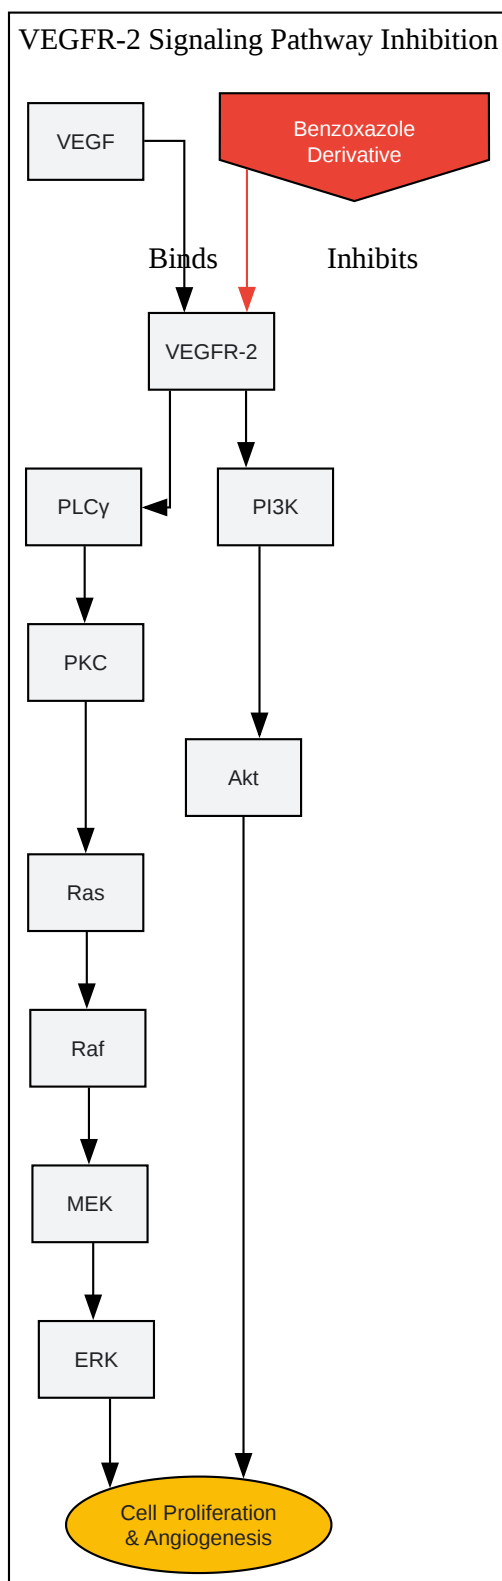 VEGFR-2 Signaling Pathway Inhibition
VEGF
Benzoxazole
Derivative
Binds
Inhibits
VEGFR-2
PLCγ
PI3K
PKC
Akt
Ras
Raf
MEK
ERK
Cell Proliferation
& Angiogenesis